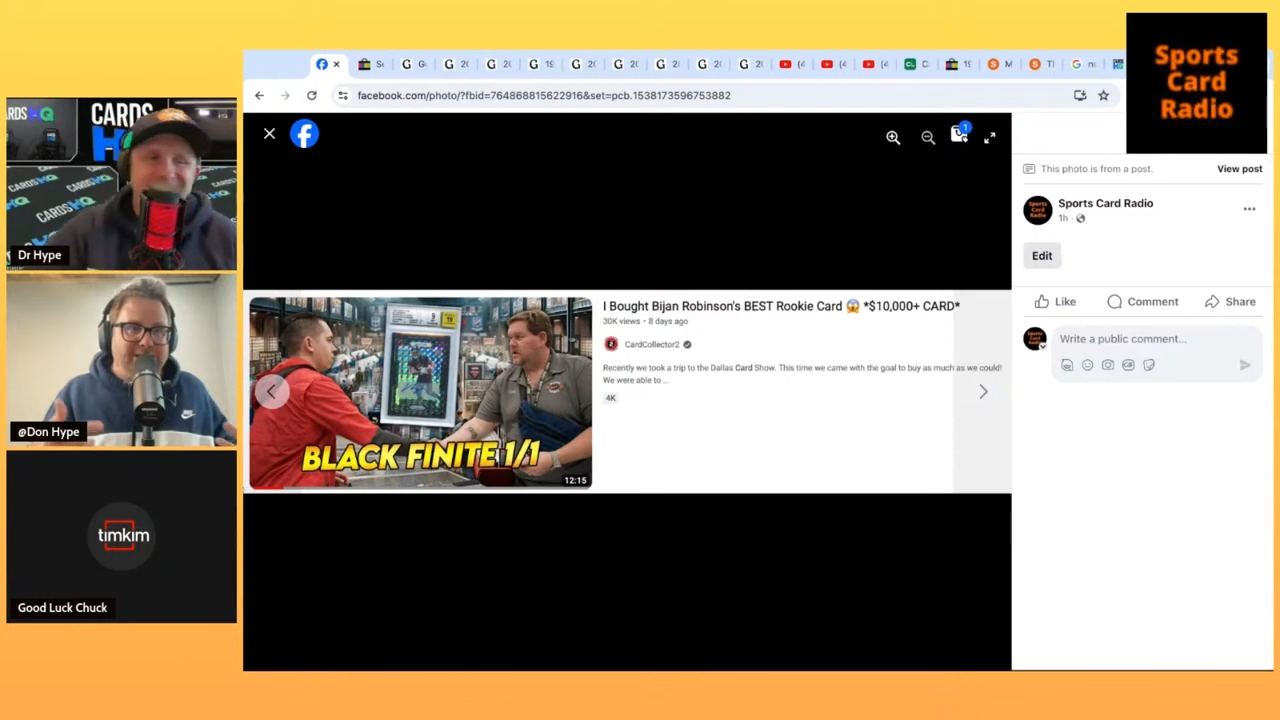 Sports
Card
Radio
facebook.com/photo/?fbid=764868815622916&set=pcb.1538173596753882
CARDS
HQ
CARDS HQ
Dr Hype
@Don Hype
timkim
Good Luck Chuck
1
I Bought Bijan Robinson's BEST Rookie Card 😱 *$10,000+ CARD*
30K views • 8 days ago
CardCollector2
Recently we took a trip to the Dallas Card Show. This time we came with the goal to buy as much as we could!
We were able to ...
4K
BLACK FINITE 1/1
12:15
This photo is from a post.
View post
Sports Card Radio
1h
Edit
Like
Comment
Share
Write a public comment...